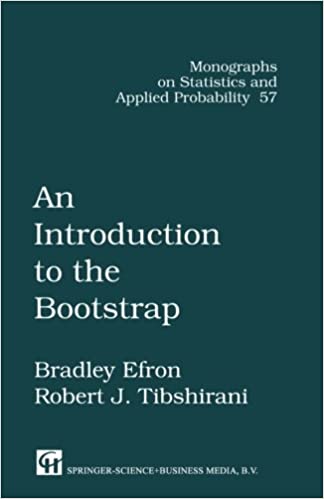 Monographs
on Statistics and
Applied Probability 57
An
Introduction
to the
Bootstrap
Bradley Efron
Robert J. Tibshirani
SPRINGER-SCIENCE+BUSINESS MEDIA, B.V.